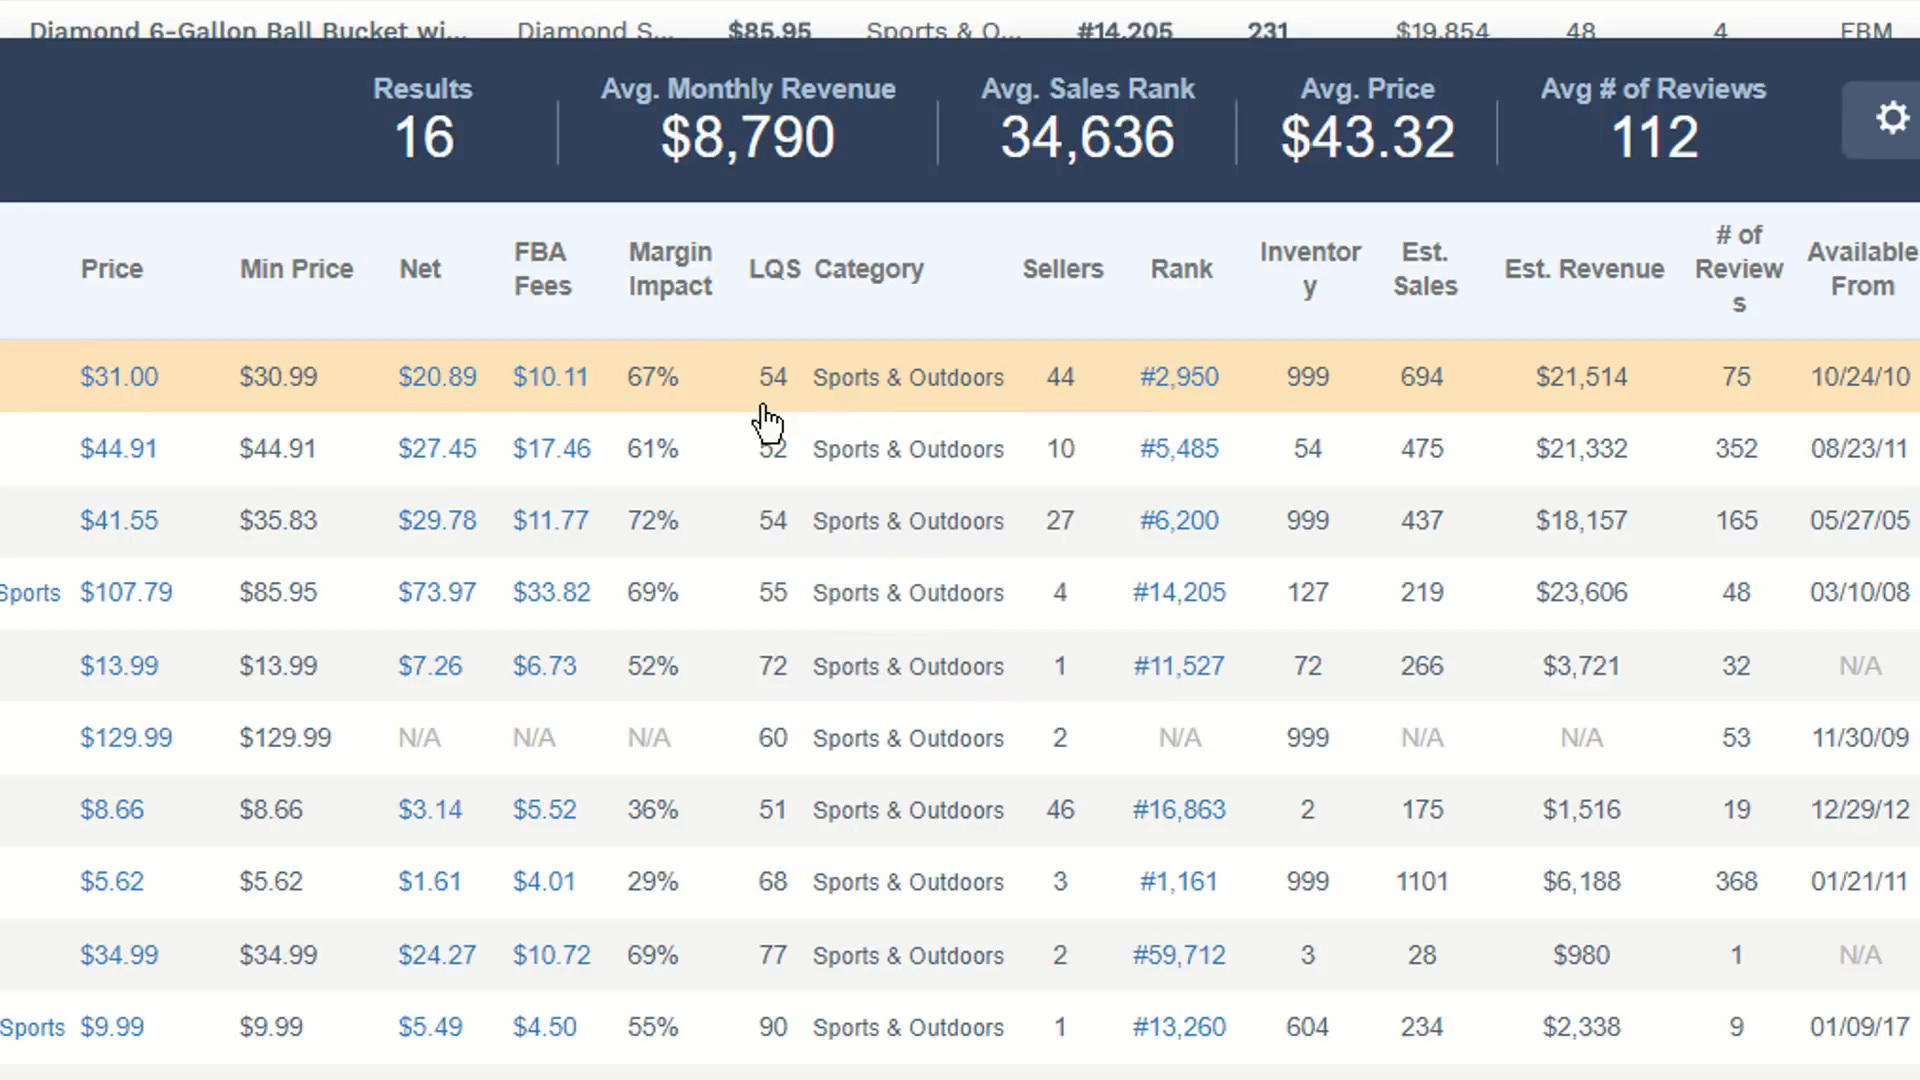 Diamond 6-Gallon Ball Bucket wi... Diamond S... $85.95 Sports & O... #14,205 231 $19,854 48 4 FBM
Results Avg. Monthly Revenue Avg. Sales Rank Avg. Price Avg # of Reviews
16 $8,790 34,636 $43.32 112
Price Min Price Net FBA Fees Margin Impact LQS Category Sellers Rank Inventor y Est. Sales Est. Revenue # of Review s Available From
$31.00 $30.99 $20.89 $10.11 67% 54 Sports & Outdoors 44 #2,950 999 694 $21,514 75 10/24/10
$44.91 $44.91 $27.45 $17.46 61% 52 Sports & Outdoors 10 #5,485 54 475 $21,332 352 08/23/11
$41.55 $35.83 $29.78 $11.77 72% 54 Sports & Outdoors 27 #6,200 999 437 $18,157 165 05/27/05
Sports $107.79 $85.95 $73.97 $33.82 69% 55 Sports & Outdoors 4 #14,205 127 219 $23,606 48 03/10/08
$13.99 $13.99 $7.26 $6.73 52% 72 Sports & Outdoors 1 #11,527 72 266 $3,721 32 N/A
$129.99 $129.99 N/A N/A N/A 60 Sports & Outdoors 2 N/A 999 N/A N/A 53 11/30/09
$8.66 $8.66 $3.14 $5.52 36% 51 Sports & Outdoors 46 #16,863 2 175 $1,516 19 12/29/12
$5.62 $5.62 $1.61 $4.01 29% 68 Sports & Outdoors 3 #1,161 999 1101 $6,188 368 01/21/11
$34.99 $34.99 $24.27 $10.72 69% 77 Sports & Outdoors 2 #59,712 3 28 $980 1 N/A
Sports $9.99 $9.99 $5.49 $4.50 55% 90 Sports & Outdoors 1 #13,260 604 234 $2,338 9 01/09/17